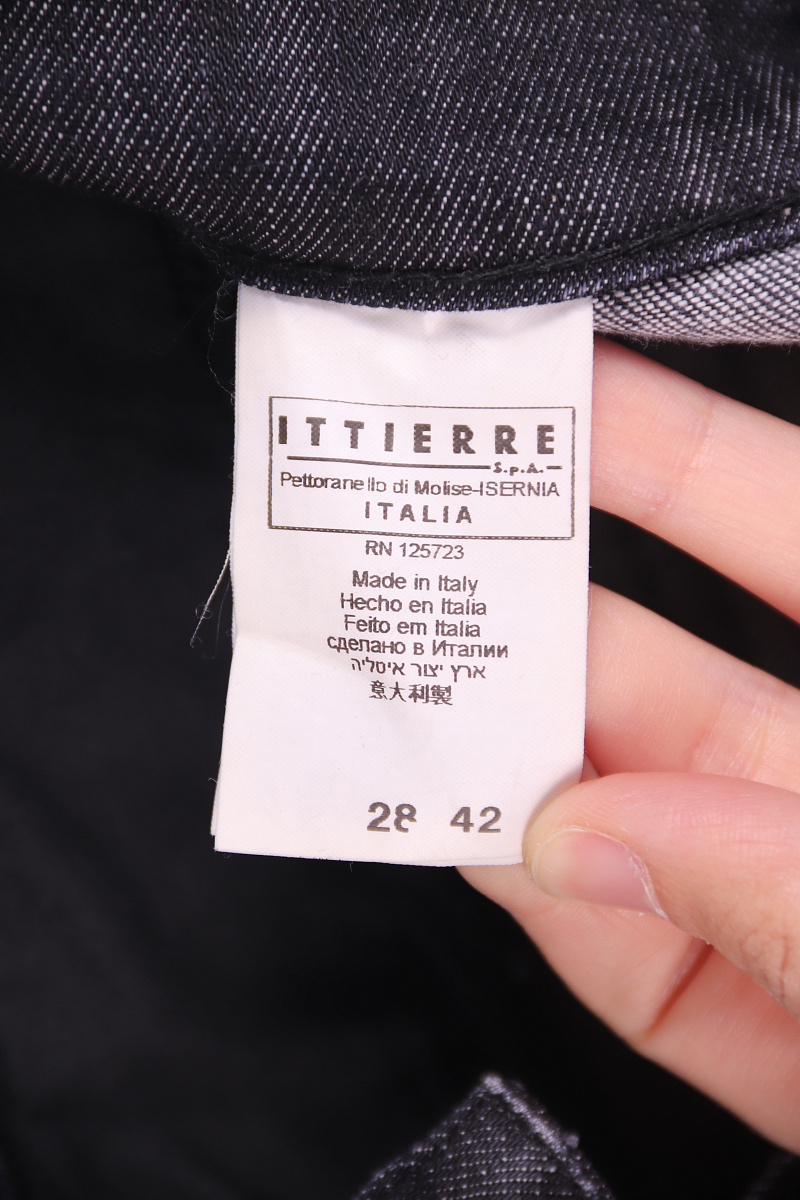 ITTIERRE
S.p.A.
Pettoranello di Molise-ISERNIA
ITALIA
RN 125723
Made in Italy
Hecho en Italia
Feito em Italia
сделано в Италии
ארץ יצור איטליה
意大利製
28 42